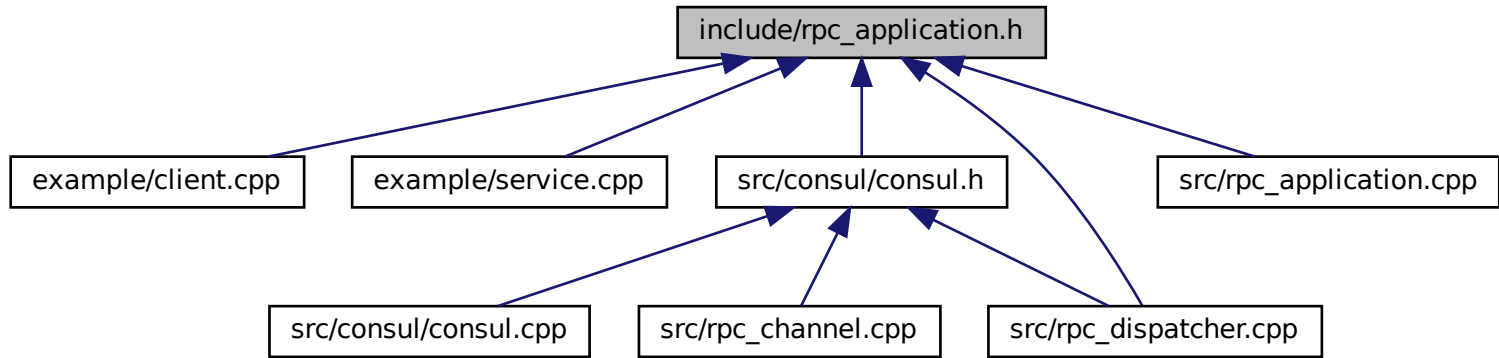 include/rpc_application.h
example/client.cpp
example/service.cpp
src/consul/consul.h
src/rpc_application.cpp
src/consul/consul.cpp
src/rpc_channel.cpp
src/rpc_dispatcher.cpp